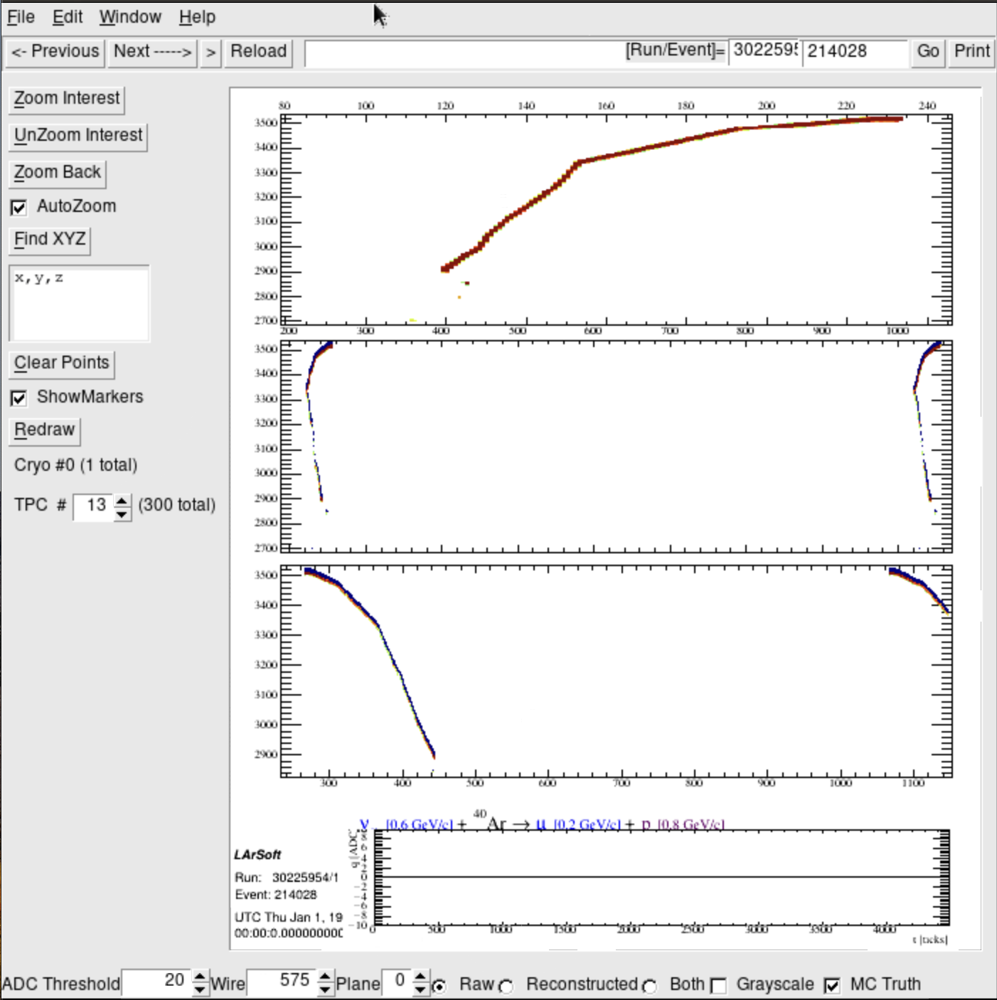 File Edit Window Help
<- Previous Next -----> > Reload [Run/Event]= 3022595 214028 Go Print
Zoom Interest
UnZoom Interest
Zoom Back
AutoZoom
Find XYZ
x,y,z
Clear Points
ShowMarkers
Redraw
Cryo #0 (1 total)
TPC # 13 (300 total)
80 100 120 140 160 180 200 220 240
3500
3400
3300
3200
3100
3000
2900
2800
2700
200 300 400 500 600 700 800 900 1000
3500
3400
3300
3200
3100
3000
2900
2800
2700
3500
3400
3300
3200
3100
3000
2900
300 400 500 600 700 800 900 1000 1100
ν [0.6 GeV/c] + 40Ar → μ [0.2 GeV/c] + p [0.8 GeV/c]
q [ADC]
8
6
4
2
0
-2
-4
-6
-8
-10
0 500 1000 1500 2000 2500 3000 3500 4000
t [ticks]
LArSoft
Run: 30225954/1
Event: 214028
UTC Thu Jan 1, 19
00:00:0.000000000
ADC Threshold 20 Wire 575 Plane 0 Raw Reconstructed Both Grayscale MC Truth